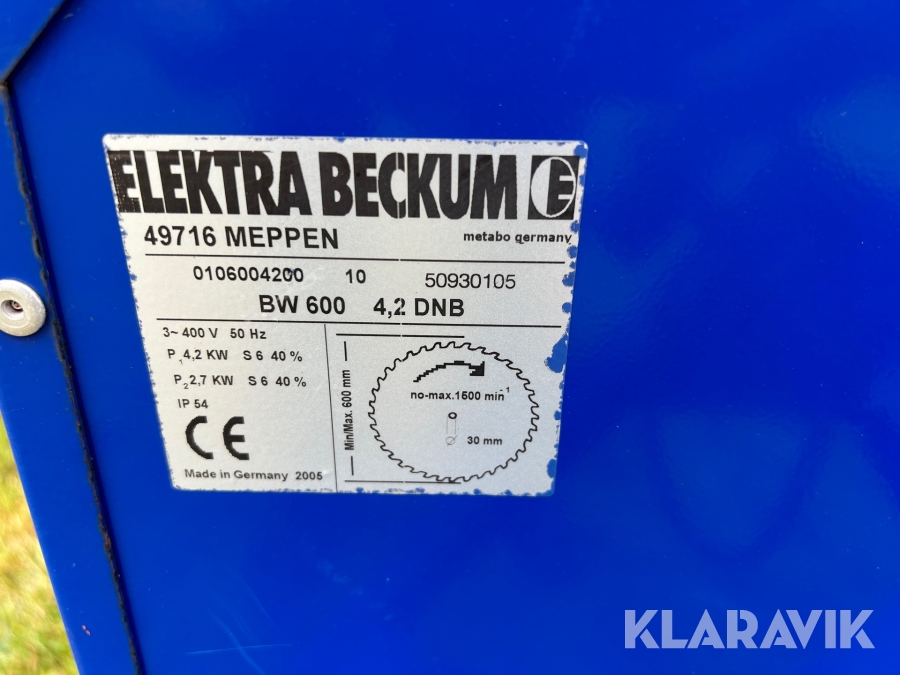 ELEKTRA BECKUM E
49716 MEPPEN
metabo germany
0106004200 10 50930105
BW 600 4,2 DNB
3~ 400 V 50 Hz
P1 4,2 KW S 6 40 %
P2 2,7 KW S 6 40 %
IP 54
CE
Made in Germany 2005
Min/Max. 600 mm
no-max.1500 min-1
Ø 30 mm
KLARAVIK